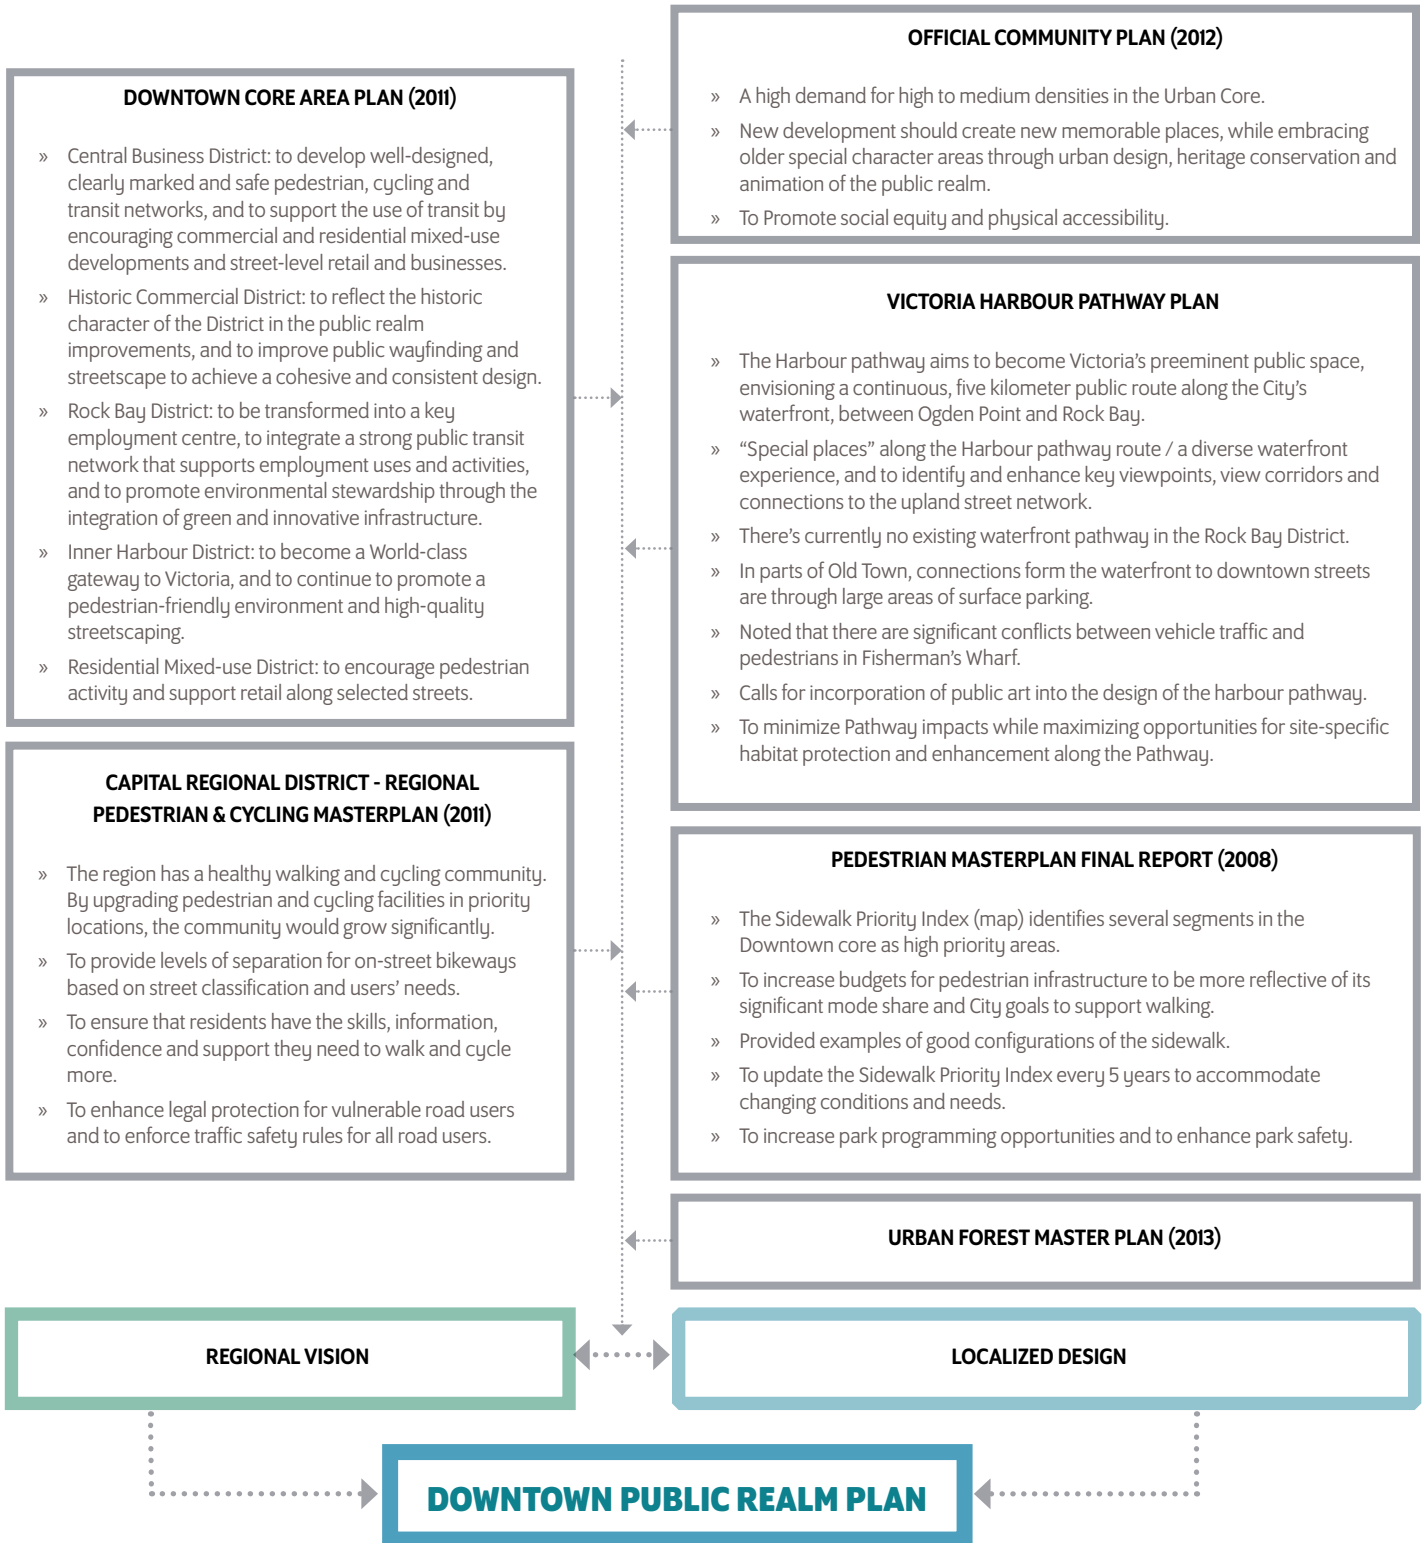 OFFICIAL COMMUNITY PLAN (2012)
» A high demand for high to medium densities in the Urban Core.
» New development should create new memorable places, while embracing
older special character areas through urban design, heritage conservation and
animation of the public realm.
» To Promote social equity and physical accessibility.
DOWNTOWN CORE AREA PLAN (2011)
» Central Business District: to develop well-designed,
clearly marked and safe pedestrian, cycling and
transit networks, and to support the use of transit by
encouraging commercial and residential mixed-use
developments and street-level retail and businesses.
» Historic Commercial District: to reflect the historic
character of the District in the public realm
improvements, and to improve public wayfinding and
streetscape to achieve a cohesive and consistent design.
» Rock Bay District: to be transformed into a key
employment centre, to integrate a strong public transit
network that supports employment uses and activities,
and to promote environmental stewardship through the
integration of green and innovative infrastructure.
» Inner Harbour District: to become a World-class
gateway to Victoria, and to continue to promote a
pedestrian-friendly environment and high-quality
streetscaping.
» Residential Mixed-use District: to encourage pedestrian
activity and support retail along selected streets.
VICTORIA HARBOUR PATHWAY PLAN
» The Harbour pathway aims to become Victoria's preeminent public space,
envisioning a continuous, five kilometer public route along the City's
waterfront, between Ogden Point and Rock Bay.
» "Special places" along the Harbour pathway route / a diverse waterfront
experience, and to identify and enhance key viewpoints, view corridors and
connections to the upland street network.
» There's currently no existing waterfront pathway in the Rock Bay District.
» In parts of Old Town, connections form the waterfront to downtown streets
are through large areas of surface parking.
» Noted that there are significant conflicts between vehicle traffic and
pedestrians in Fisherman's Wharf.
» Calls for incorporation of public art into the design of the harbour pathway.
» To minimize Pathway impacts while maximizing opportunities for site-specific
habitat protection and enhancement along the Pathway.
CAPITAL REGIONAL DISTRICT - REGIONAL
PEDESTRIAN & CYCLING MASTERPLAN (2011)
» The region has a healthy walking and cycling community.
By upgrading pedestrian and cycling facilities in priority
locations, the community would grow significantly.
» To provide levels of separation for on-street bikeways
based on street classification and users' needs.
» To ensure that residents have the skills, information,
confidence and support they need to walk and cycle
more.
» To enhance legal protection for vulnerable road users
and to enforce traffic safety rules for all road users.
PEDESTRIAN MASTERPLAN FINAL REPORT (2008)
» The Sidewalk Priority Index (map) identifies several segments in the
Downtown core as high priority areas.
» To increase budgets for pedestrian infrastructure to be more reflective of its
significant mode share and City goals to support walking.
» Provided examples of good configurations of the sidewalk.
» To update the Sidewalk Priority Index every 5 years to accommodate
changing conditions and needs.
» To increase park programming opportunities and to enhance park safety.
URBAN FOREST MASTER PLAN (2013)
REGIONAL VISION
LOCALIZED DESIGN
DOWNTOWN PUBLIC REALM PLAN